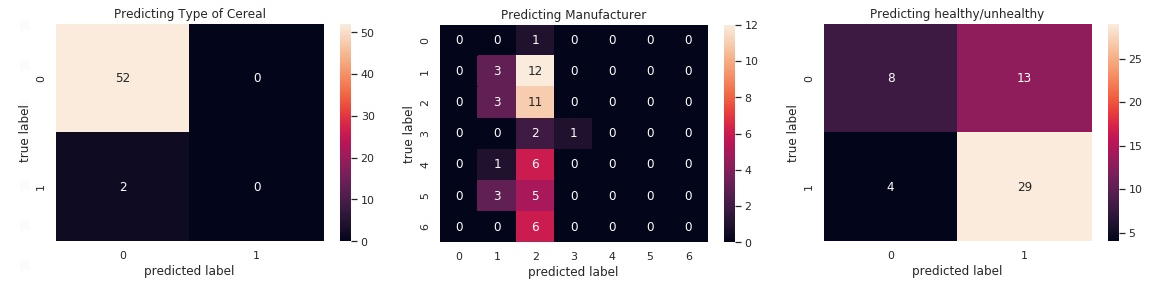 Predicting Type of Cereal
0
1
true label
52 0
2 0
0 1
predicted label
50
40
30
20
10
0
Predicting Manufacturer
0
1
2
3
4
5
6
true label
0 0 1 0 0 0 0
0 3 12 0 0 0 0
0 3 11 0 0 0 0
0 0 2 1 0 0 0
0 1 6 0 0 0 0
0 3 5 0 0 0 0
0 0 6 0 0 0 0
0 1 2 3 4 5 6
predicted label
12
10
8
6
4
2
0
Predicting healthy/unhealthy
0
1
true label
8 13
4 29
0 1
predicted label
25
20
15
10
5